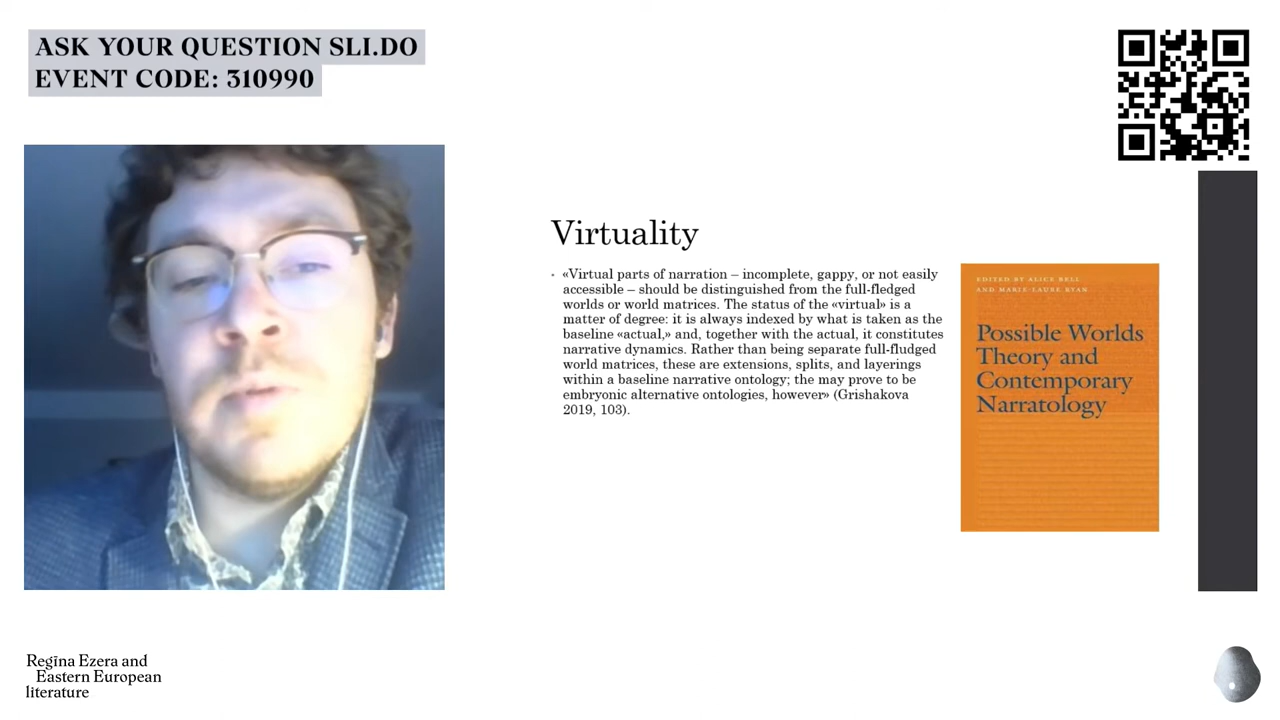 ASK YOUR QUESTION SLI.DO
EVENT CODE: 310990
Virtuality
«Virtual parts of narration – incomplete, gappy, or not easily
accessible – should be distinguished from the full-fledged
worlds or world matrices. The status of the «virtual» is a
matter of degree: it is always indexed by what is taken as the
baseline «actual,» and, together with the actual, it constitutes
narrative dynamics. Rather than being separate full-fludged
world matrices, these are extensions, splits, and layerings
within a baseline narrative ontology; the may prove to be
embryonic alternative ontologies, however» (Grishakova
2019, 103).
EDITED BY ALICE BELL
AND MARIE-LAURE RYAN
Possible Worlds
Theory and
Contemporary
Narratology
Regīna Ezera and
Eastern European
literature